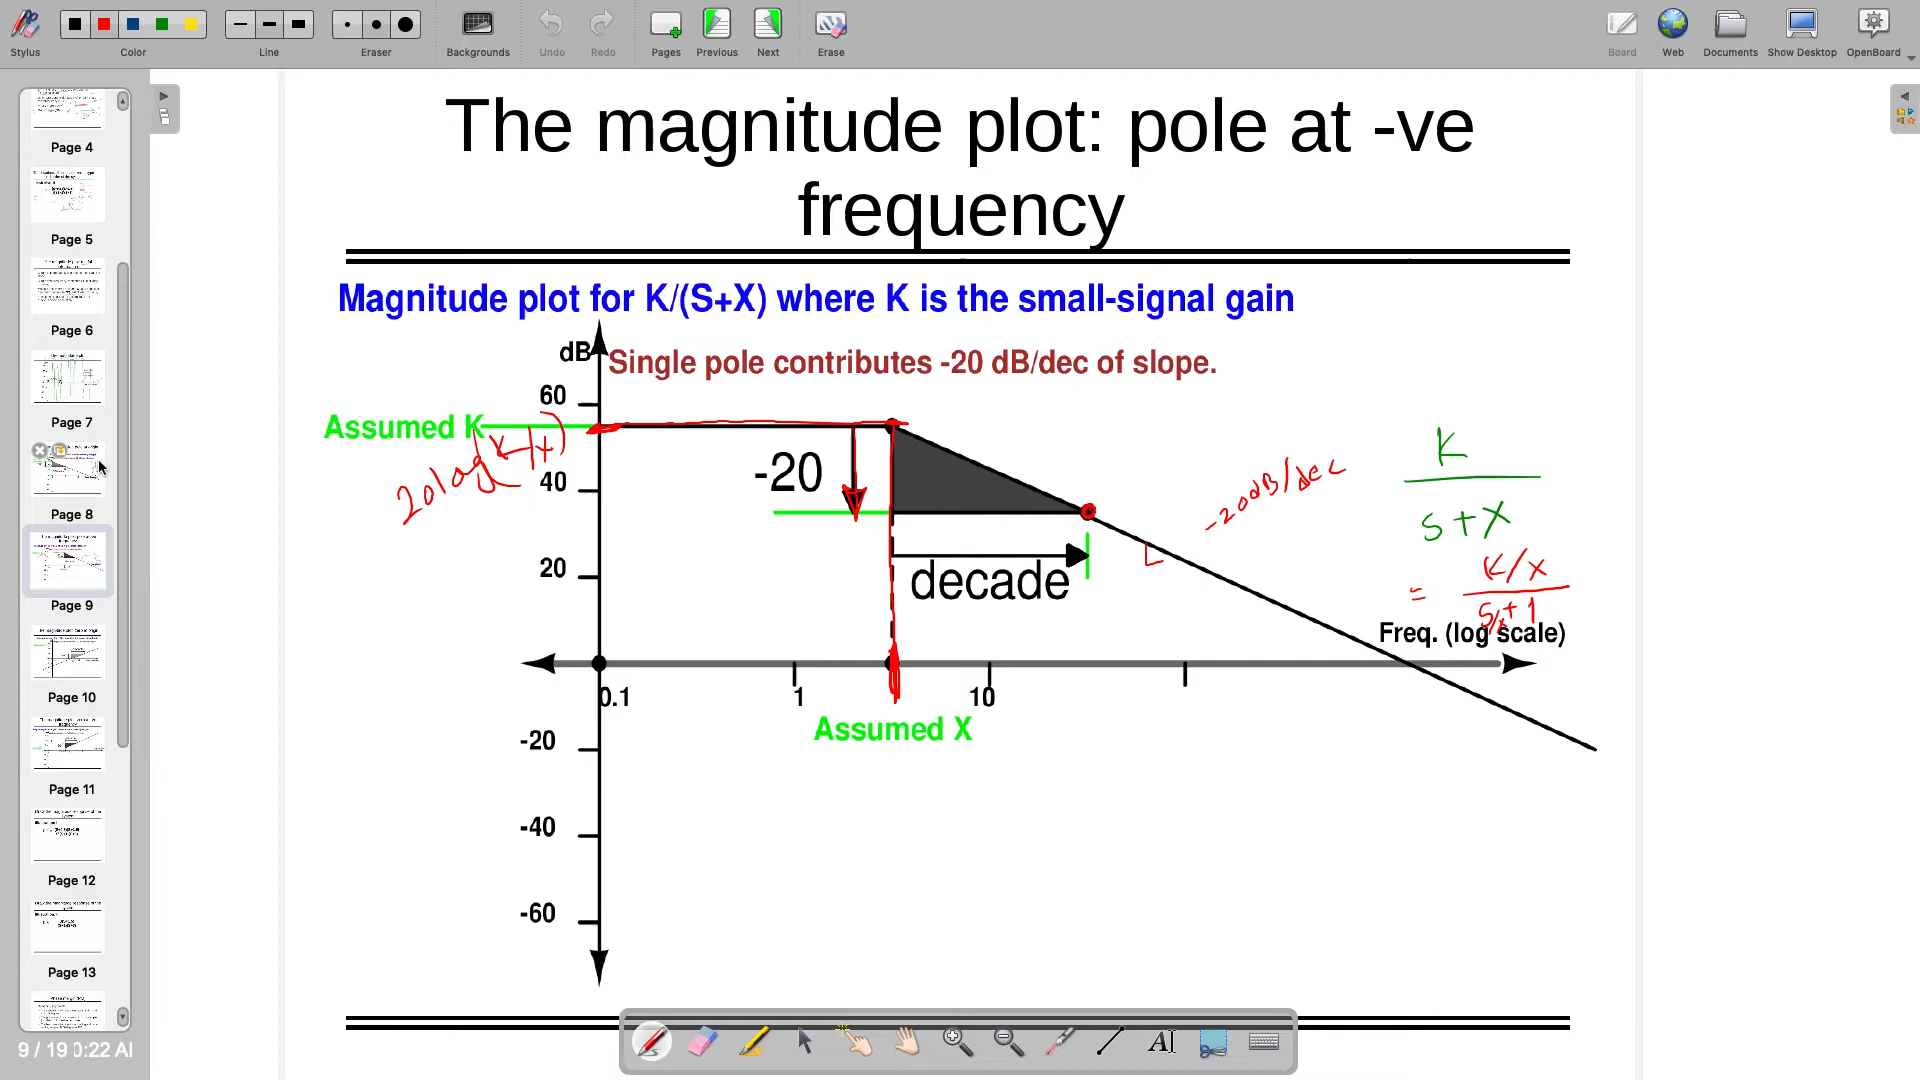 Stylus
Color
Line
Eraser
Backgrounds
Undo
Redo
Pages
Previous
Next
Erase
Board
Web
Documents
Show Desktop
OpenBoard
Page 4
Page 5
Page 6
Page 7
Page 8
Page 9
Page 10
Page 11
Page 12
Page 13
9 / 19
The magnitude plot: pole at -ve
frequency
Magnitude plot for K/(S+X) where K is the small-signal gain
dB
Single pole contributes -20 dB/dec of slope.
60
Assumed K
20log(K/x)
40
-20
-20dB/dec
K
S+X
= K/x
S/x+1
20
decade
Freq. (log scale)
0.1
1
10
Assumed X
-20
-40
-60